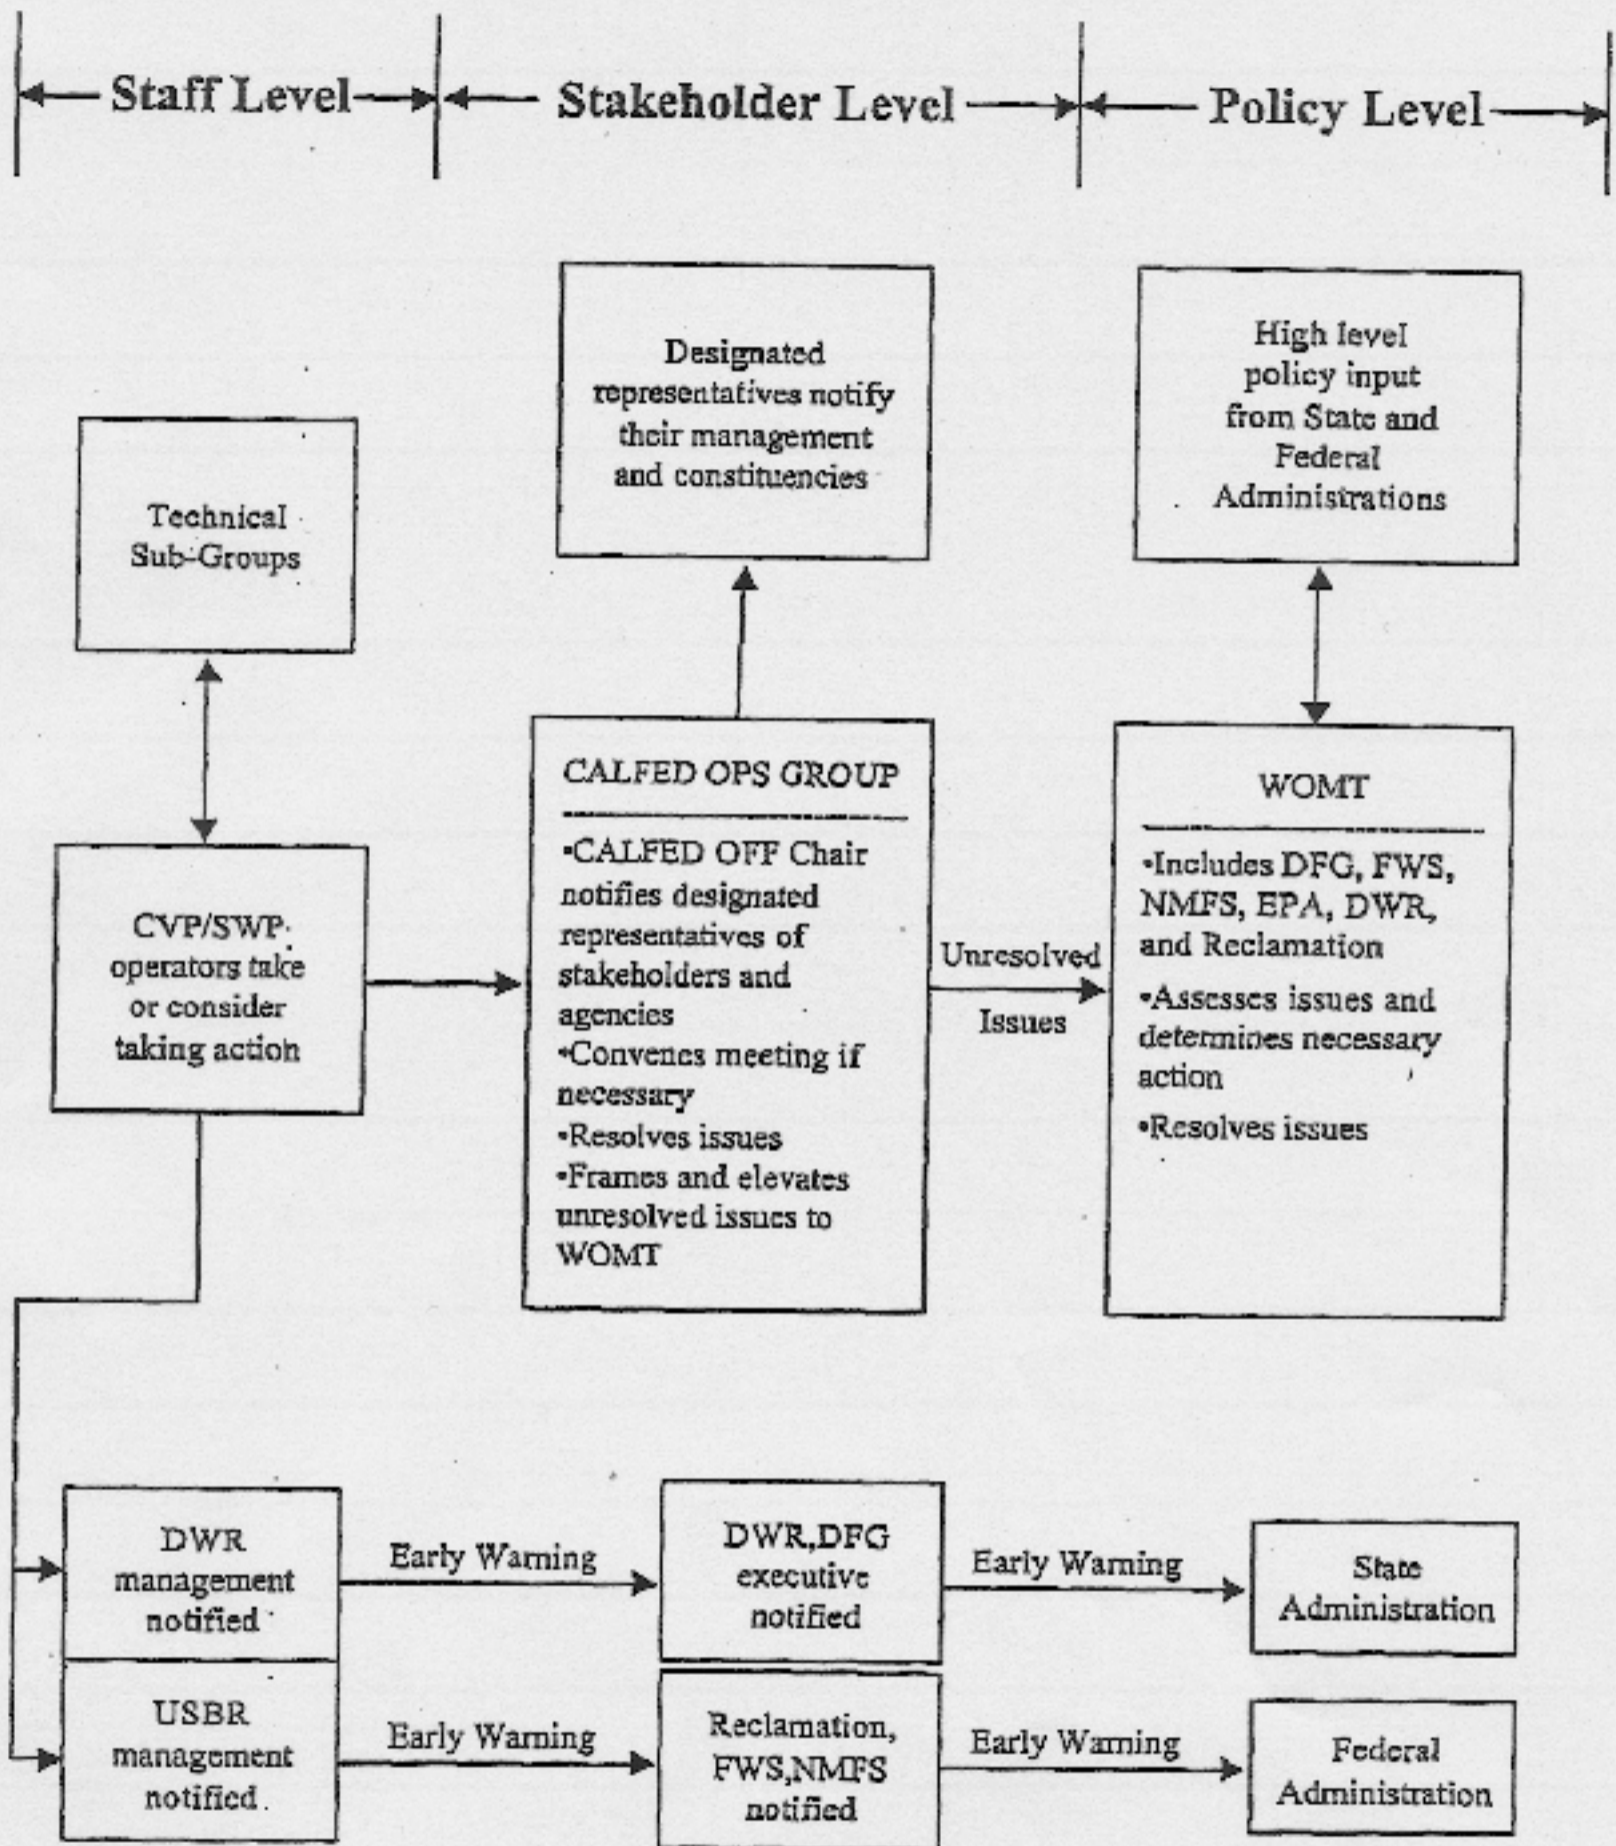 Staff Level
Stakeholder Level
Policy Level
Designated
representatives notify
their management
and constituencies
High level
policy input
from State and
Federal
Administrations
Technical
Sub-Groups
CVP/SWP
operators take
or consider
taking action
CALFED OPS GROUP
•CALFED OFF Chair
notifies designated
representatives of
stakeholders and
agencies
•Convenes meeting if
necessary
•Resolves issues
•Frames and elevates
unresolved issues to
WOMT
Unresolved
Issues
WOMT
•Includes DFG, FWS,
NMFS, EPA, DWR,
and Reclamation
•Assesses issues and
determines necessary
action
•Resolves issues
DWR
management
notified
Early Warning
DWR,DFG
executive
notified
Early Warning
State
Administration
USBR
management
notified
Early Warning
Reclamation,
FWS,NMFS
notified
Early Warning
Federal
Administration